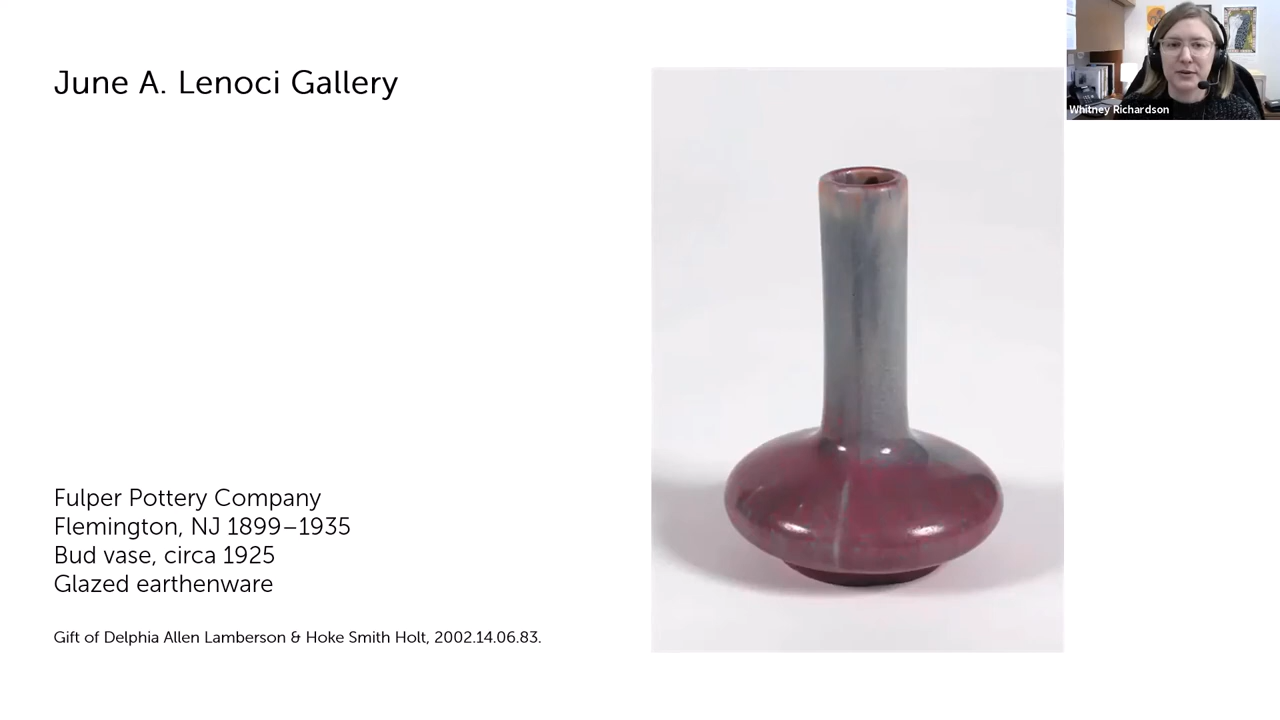 June A. Lenoci Gallery
Whitney Richardson
Fulper Pottery Company
Flemington, NJ 1899–1935
Bud vase, circa 1925
Glazed earthenware
Gift of Delphia Allen Lamberson & Hoke Smith Holt, 2002.14.06.83.